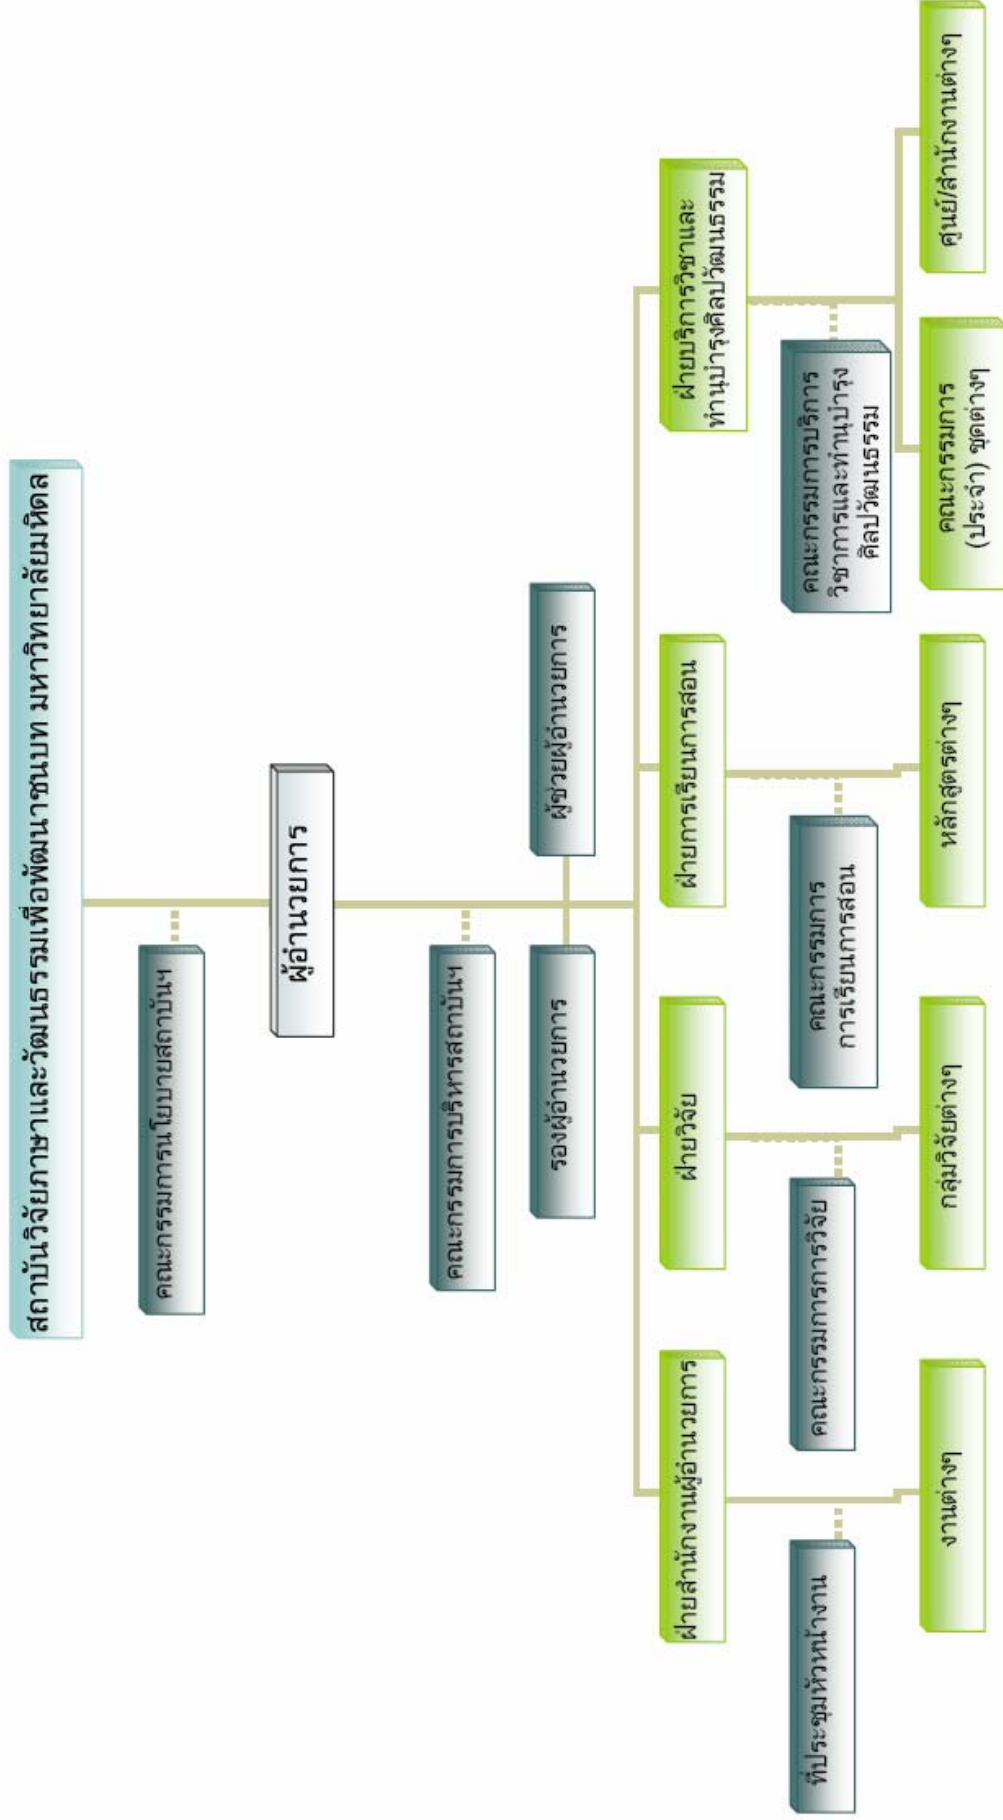 สถาบันวิจัยภาษาและวัฒนธรรมเพื่อพัฒนาชนบท มหาวิทยาลัยมหิดล
คณะกรรมการนโยบายสถาบันฯ
ผู้อำนวยการ
คณะกรรมการบริหารสถาบันฯ
รองผู้อำนวยการ
ผู้ช่วยผู้อำนวยการ
ฝ่ายสำนักงานผู้อำนวยการ
ฝ่ายวิจัย
ฝ่ายการเรียนการสอน
ฝ่ายบริการวิชาและ
ทำนุบำรุงศิลปวัฒนธรรม
ที่ประชุมหัวหน้างาน
คณะกรรมการการวิจัย
คณะกรรมการ
การเรียนการสอน
คณะกรรมการบริการ
วิชาการและทำนุบำรุง
ศิลปวัฒนธรรม
งานต่างๆ
กลุ่มวิจัยต่างๆ
หลักสูตรต่างๆ
คณะกรรมการ
(ประจำ) ชุดต่างๆ
ศูนย์/สำนักงานต่างๆ